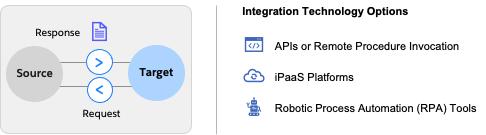 Response
Source
Target
Request
Integration Technology Options
APIs or Remote Procedure Invocation
iPaaS Platforms
Robotic Process Automation (RPA) Tools